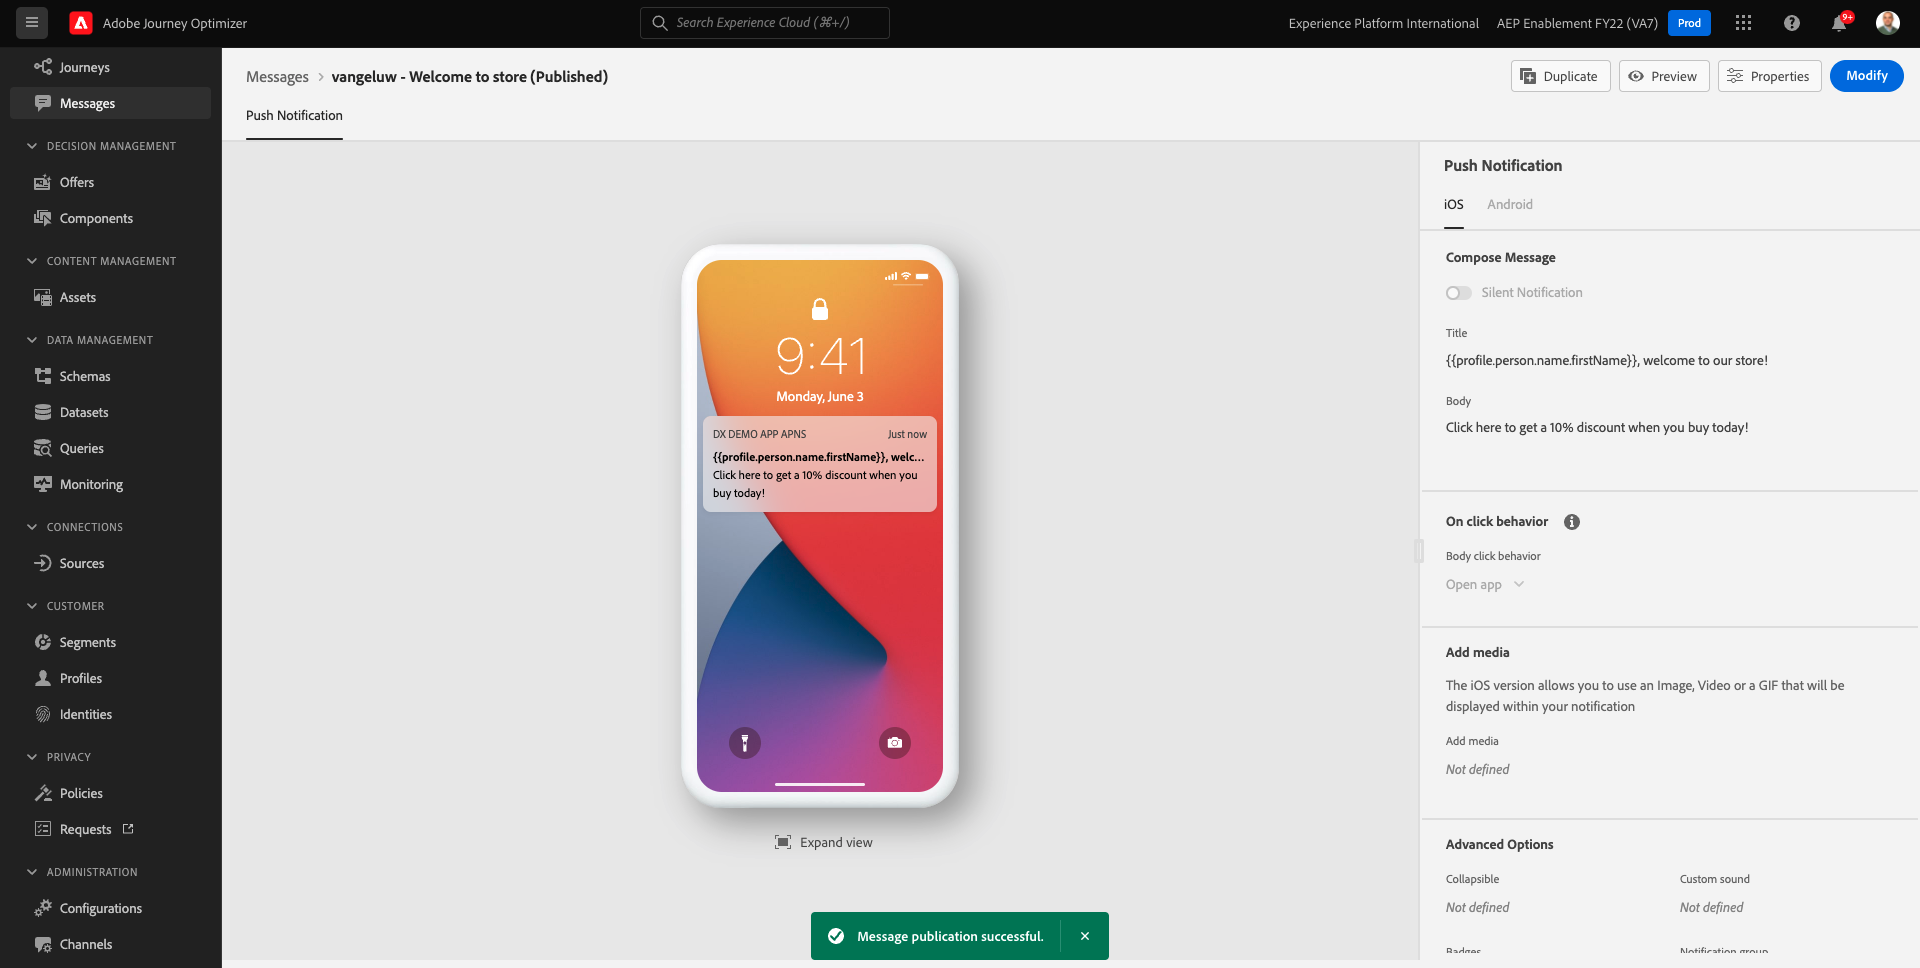 Adobe Journey Optimizer
Search Experience Cloud (⌘+/)
Experience Platform International
AEP Enablement FY22 (VA7)
Prod
9+
Journeys
Messages
DECISION MANAGEMENT
Offers
Components
CONTENT MANAGEMENT
Assets
DATA MANAGEMENT
Schemas
Datasets
Queries
Monitoring
CONNECTIONS
Sources
CUSTOMER
Segments
Profiles
Identities
PRIVACY
Policies
Requests
ADMINISTRATION
Configurations
Channels
Messages > vangeluw - Welcome to store (Published)
Duplicate
Preview
Properties
Modify
Push Notification
9:41
Monday, June 3
DX DEMO APP APNS
Just now
{{profile.person.name.firstName}}, welc...
Click here to get a 10% discount when you
buy today!
Expand view
Message publication successful.
Push Notification
iOS
Android
Compose Message
Silent Notification
Title
{{profile.person.name.firstName}}, welcome to our store!
Body
Click here to get a 10% discount when you buy today!
On click behavior
Body click behavior
Open app
Add media
The iOS version allows you to use an Image, Video or a GIF that will be
displayed within your notification
Add media
Not defined
Advanced Options
Collapsible
Custom sound
Not defined
Not defined
Badges
Notification group